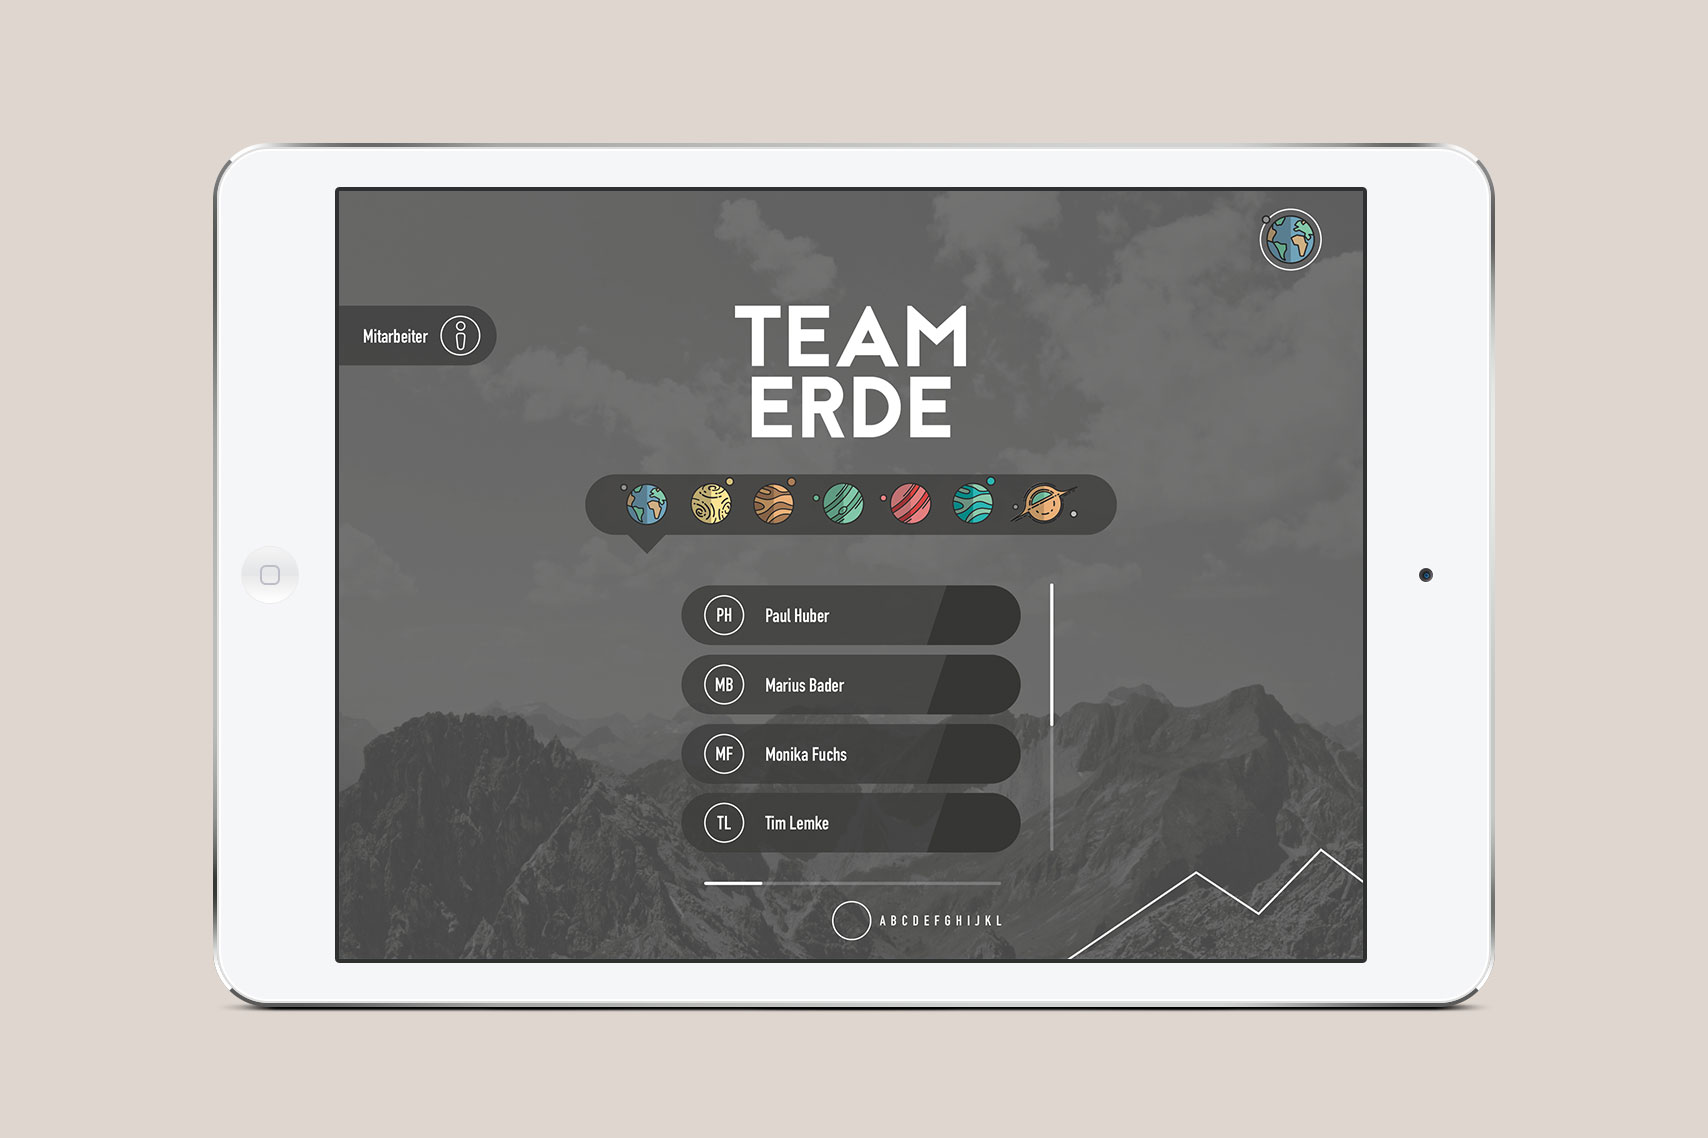 Mitarbeiter
TEAM
ERDE
PH Paul Huber
MB Marius Bader
MF Monika Fuchs
TL Tim Lemke
A B C D E F G H I J K L